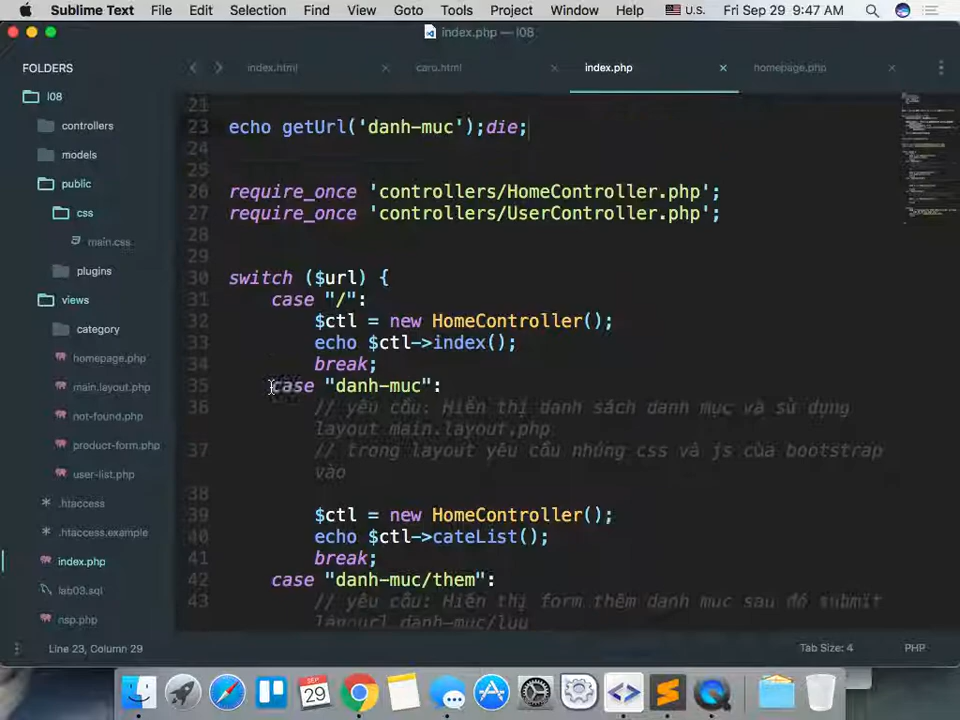 Sublime Text File Edit Selection Find View Goto Tools Project Window Help U.S. Fri Sep 29 9:47 AM
index.php — l08
FOLDERS
l08
controllers
models
public
css
main.css
plugins
views
category
homepage.php
main.layout.php
not-found.php
product-form.php
user-list.php
.htaccess
.htaccess.example
index.php
lab03.sql
nsp.php
index.html × caro.html × index.php × homepage.php ×
21
23 echo getUrl('danh-muc');die;
24
25
26 require_once 'controllers/HomeController.php';
27 require_once 'controllers/UserController.php';
28
29
30 switch ($url) {
31 case "/":
32 $ctl = new HomeController();
33 echo $ctl->index();
34 break;
35 case "danh-muc":
36 // yêu cầu: Hiển thị danh sách danh mục và sử dụng
layout main.layout.php
37 // trong layout yêu cầu nhúng css và js của bootstrap
vào
38
39 $ctl = new HomeController();
40 echo $ctl->cateList();
41 break;
42 case "danh-muc/them":
43 // yêu cầu: Hiển thị form thêm danh mục sau đó submit
lên url danh-muc/luu
Line 23, Column 29 Tab Size: 4 PHP
SEP
29